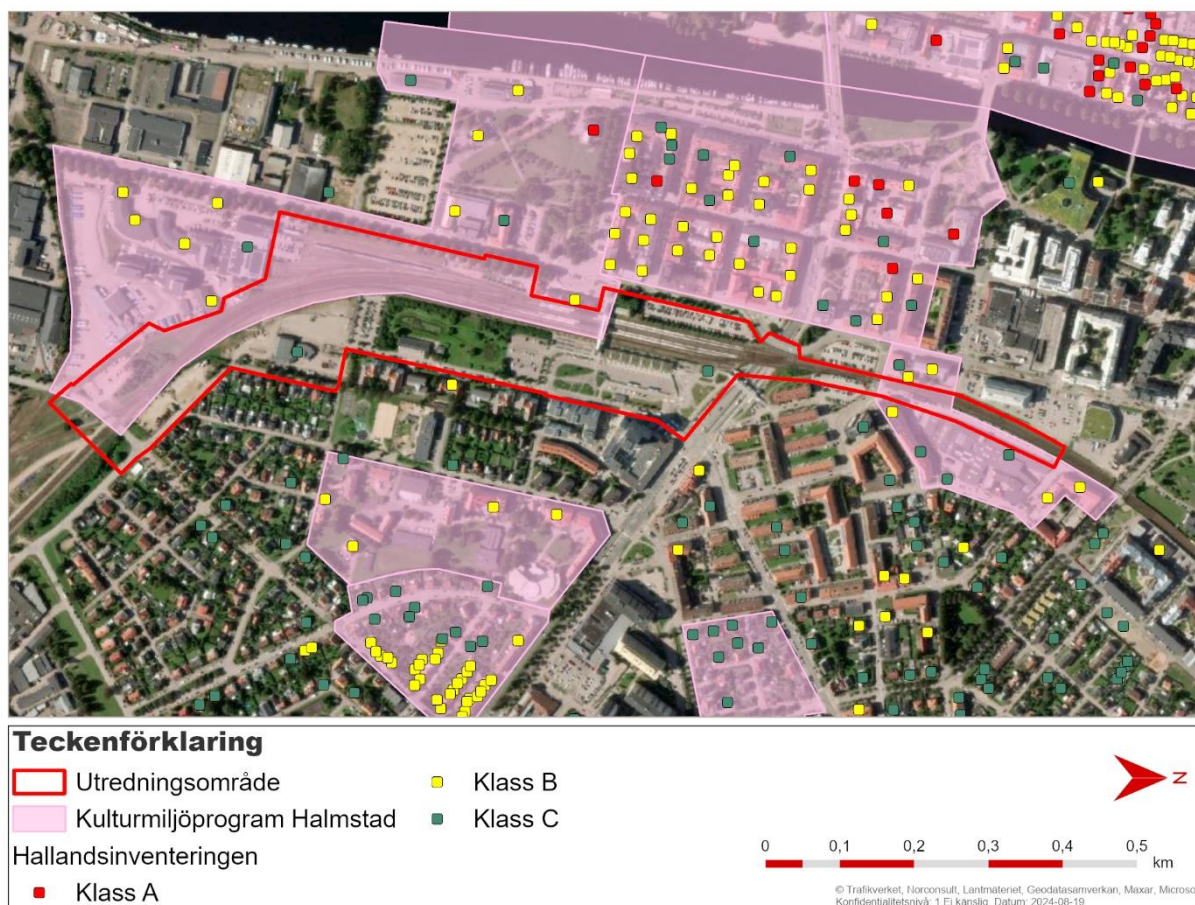 Teckenförklaring
Utredningsområde
Kulturmiljöprogram Halmstad
Hallandsinventeringen
Klass A
Klass B
Klass C
N
0 0,1 0,2 0,3 0,4 0,5
km
© Trafikverket, Norconsult, Lantmäteriet, Geodatasamverkan, Maxar, Microso
Konfidentialitetsnivå: 1 Ej känslig, Datum: 2024-08-19